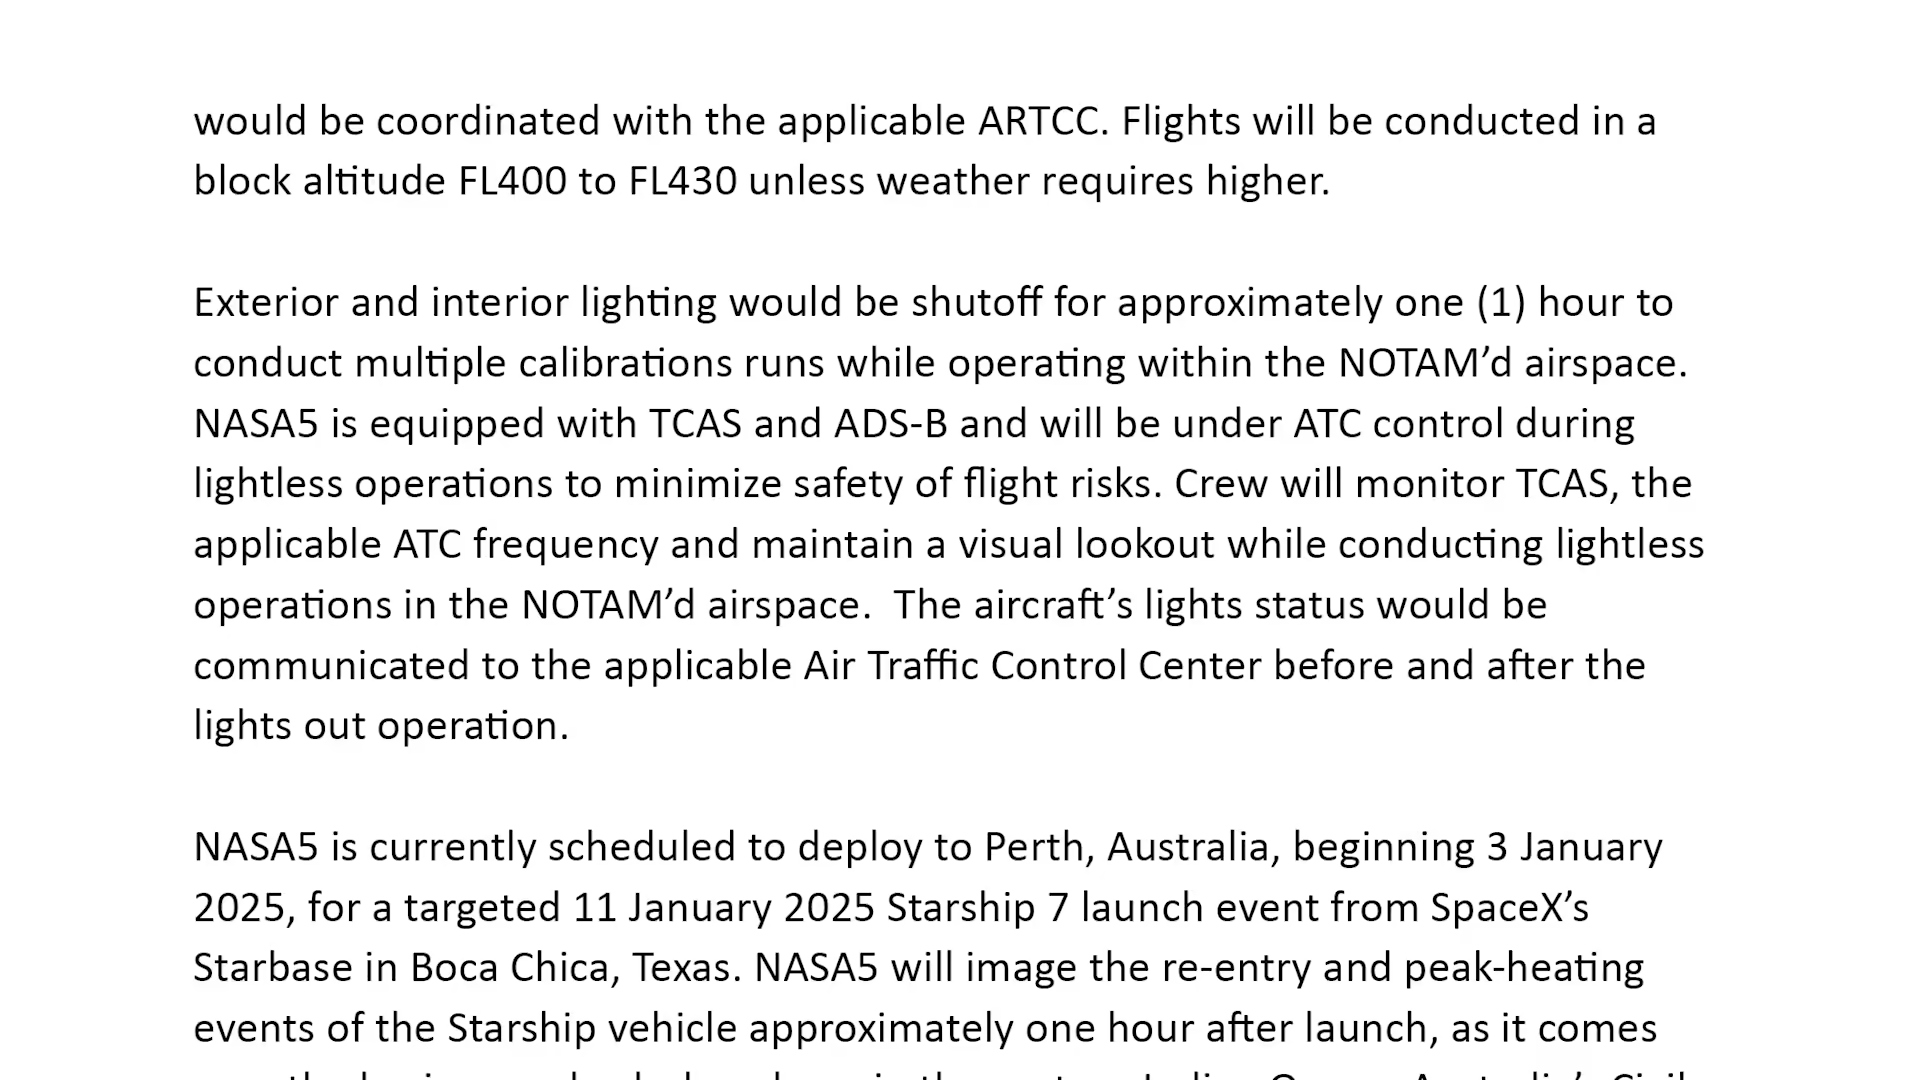 would be coordinated with the applicable ARTCC. Flights will be conducted in a
block altitude FL400 to FL430 unless weather requires higher.
Exterior and interior lighting would be shutoff for approximately one (1) hour to
conduct multiple calibrations runs while operating within the NOTAM’d airspace.
NASA5 is equipped with TCAS and ADS-B and will be under ATC control during
lightless operations to minimize safety of flight risks. Crew will monitor TCAS, the
applicable ATC frequency and maintain a visual lookout while conducting lightless
operations in the NOTAM’d airspace.  The aircraft’s lights status would be
communicated to the applicable Air Traffic Control Center before and after the
lights out operation.
NASA5 is currently scheduled to deploy to Perth, Australia, beginning 3 January
2025, for a targeted 11 January 2025 Starship 7 launch event from SpaceX’s
Starbase in Boca Chica, Texas. NASA5 will image the re-entry and peak-heating
events of the Starship vehicle approximately one hour after launch, as it comes